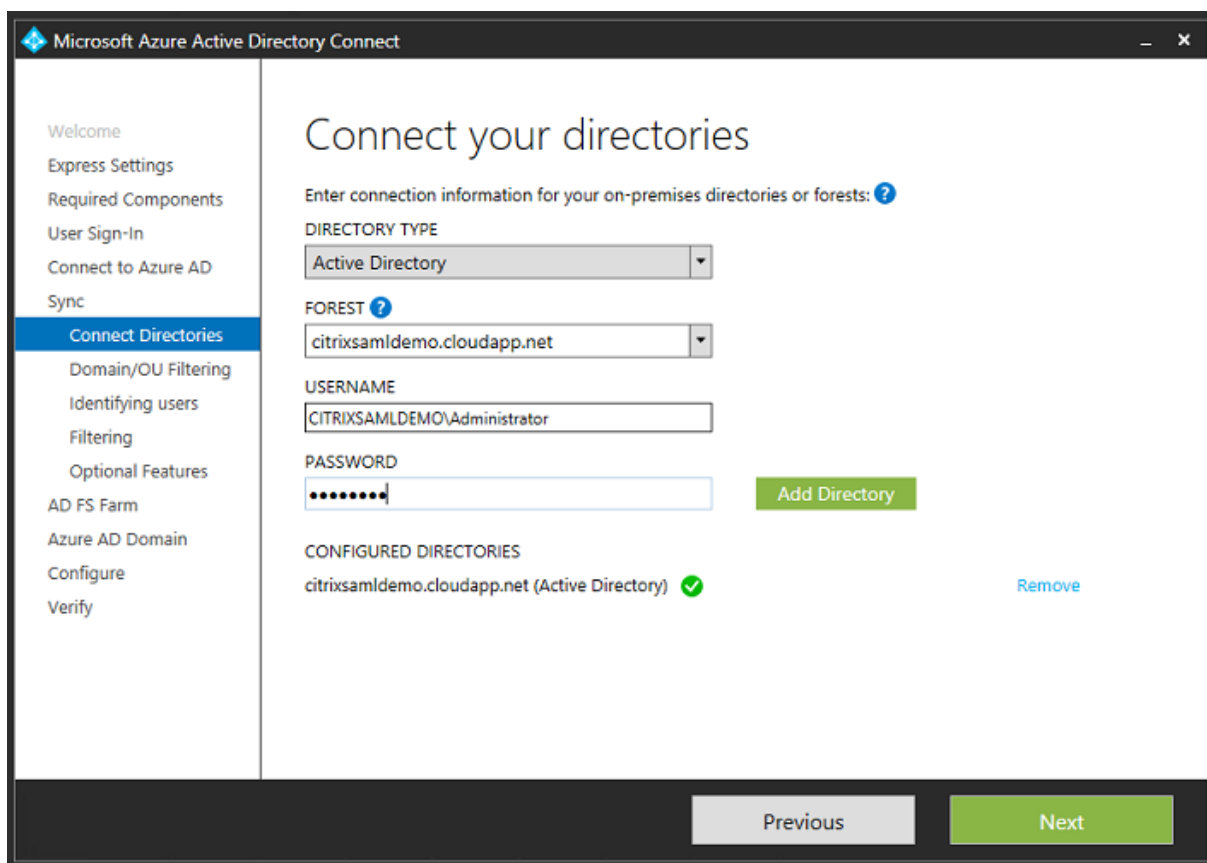 Microsoft Azure Active Directory Connect
Welcome
Express Settings
Required Components
User Sign-In
Connect to Azure AD
Sync
Connect Directories
Domain/OU Filtering
Identifying users
Filtering
Optional Features
AD FS Farm
Azure AD Domain
Configure
Verify
Connect your directories
Enter connection information for your on-premises directories or forests: ?
DIRECTORY TYPE
Active Directory
FOREST ?
citrixsamldemo.cloudapp.net
USERNAME
CITRIXSAMLDEMO\Administrator
PASSWORD
●●●●●●●●
Add Directory
CONFIGURED DIRECTORIES
citrixsamldemo.cloudapp.net (Active Directory)
Remove
Previous
Next